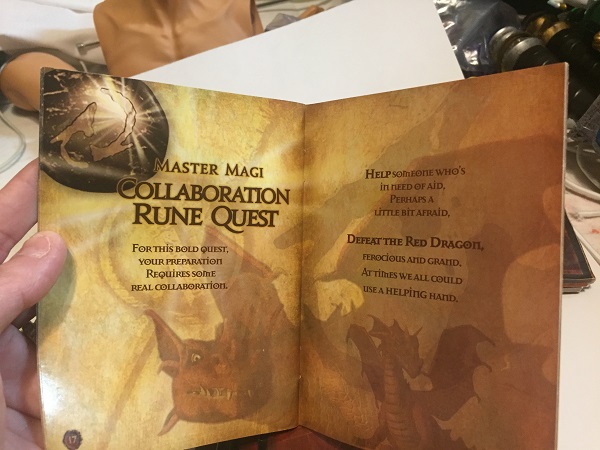 Master Magi
Collaboration
Rune Quest
For this bold quest,
your preparation
Requires some
real collaboration.
17
Help someone who's
in need of aid,
Perhaps a
little bit afraid,
Defeat the Red Dragon,
ferocious and grand.
At times we all could
use a helping hand.